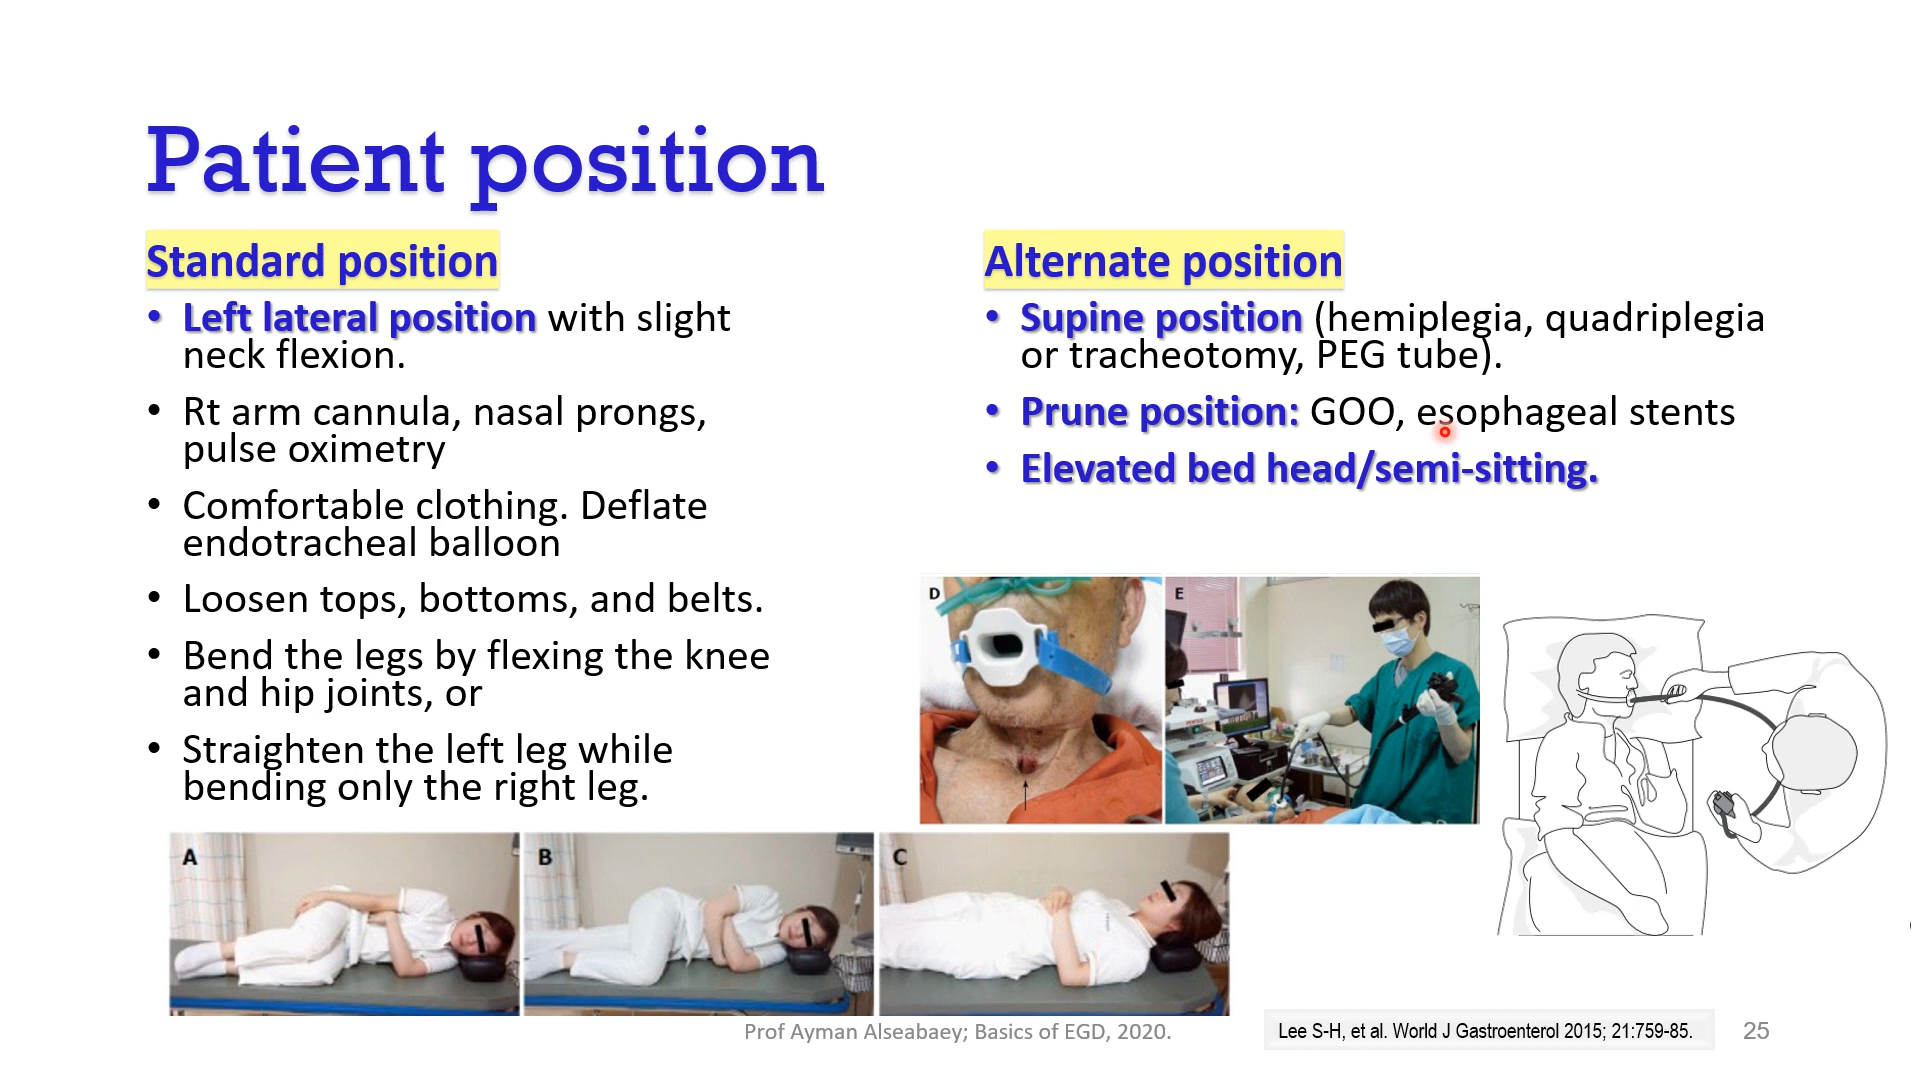 Patient position
Standard position
• Left lateral position with slight
neck flexion.
• Rt arm cannula, nasal prongs,
pulse oximetry
• Comfortable clothing. Deflate
endotracheal balloon
• Loosen tops, bottoms, and belts.
• Bend the legs by flexing the knee
and hip joints, or
• Straighten the left leg while
bending only the right leg.
Alternate position
• Supine position (hemiplegia, quadriplegia
or tracheotomy, PEG tube).
• Prune position: GOO, esophageal stents
• Elevated bed head/semi-sitting.
D
E
A
B
C
Prof Ayman Alseabaey; Basics of EGD, 2020.
Lee S-H, et al. World J Gastroenterol 2015; 21:759-85.
25